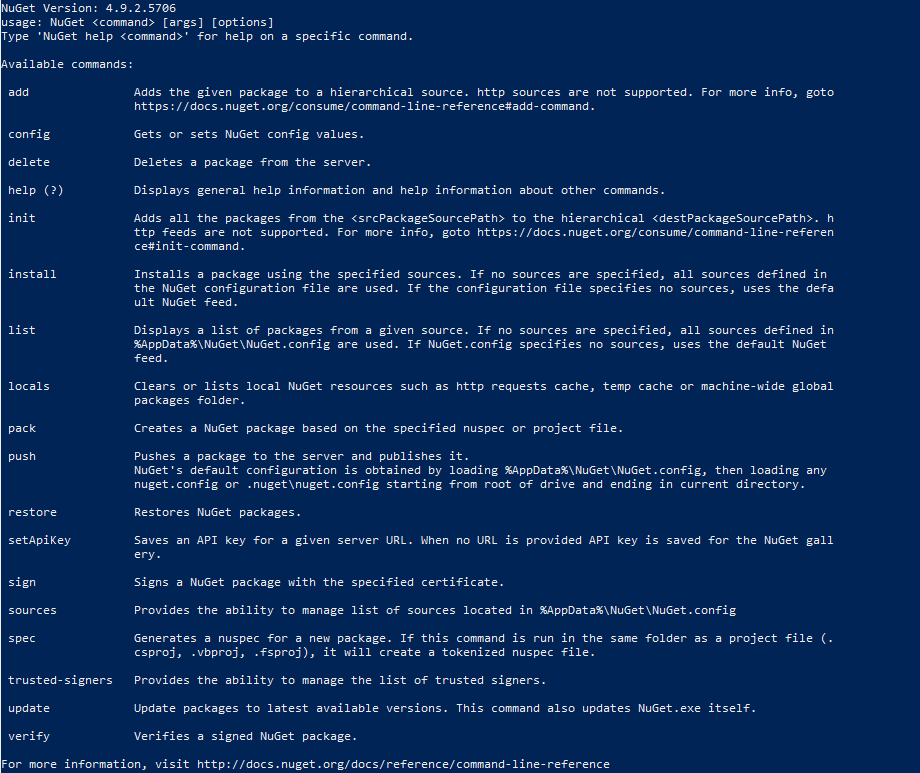 NuGet Version: 4.9.2.5706
usage: NuGet <command> [args] [options]
Type 'NuGet help <command>' for help on a specific command.
Available commands:
add Adds the given package to a hierarchical source. http sources are not supported. For more info, goto
https://docs.nuget.org/consume/command-line-reference#add-command.
config Gets or sets NuGet config values.
delete Deletes a package from the server.
help (?) Displays general help information and help information about other commands.
init Adds all the packages from the <srcPackageSourcePath> to the hierarchical <destPackageSourcePath>. h
ttp feeds are not supported. For more info, goto https://docs.nuget.org/consume/command-line-referen
ce#init-command.
install Installs a package using the specified sources. If no sources are specified, all sources defined in
the NuGet configuration file are used. If the configuration file specifies no sources, uses the defa
ult NuGet feed.
list Displays a list of packages from a given source. If no sources are specified, all sources defined in
%AppData%\NuGet\NuGet.config are used. If NuGet.config specifies no sources, uses the default NuGet
feed.
locals Clears or lists local NuGet resources such as http requests cache, temp cache or machine-wide global
packages folder.
pack Creates a NuGet package based on the specified nuspec or project file.
push Pushes a package to the server and publishes it.
NuGet's default configuration is obtained by loading %AppData%\NuGet\NuGet.config, then loading any
nuget.config or .nuget\nuget.config starting from root of drive and ending in current directory.
restore Restores NuGet packages.
setApiKey Saves an API key for a given server URL. When no URL is provided API key is saved for the NuGet gall
ery.
sign Signs a NuGet package with the specified certificate.
sources Provides the ability to manage list of sources located in %AppData%\NuGet\NuGet.config
spec Generates a nuspec for a new package. If this command is run in the same folder as a project file (.
csproj, .vbproj, .fsproj), it will create a tokenized nuspec file.
trusted-signers Provides the ability to manage the list of trusted signers.
update Update packages to latest available versions. This command also updates NuGet.exe itself.
verify Verifies a signed NuGet package.
For more information, visit http://docs.nuget.org/docs/reference/command-line-reference